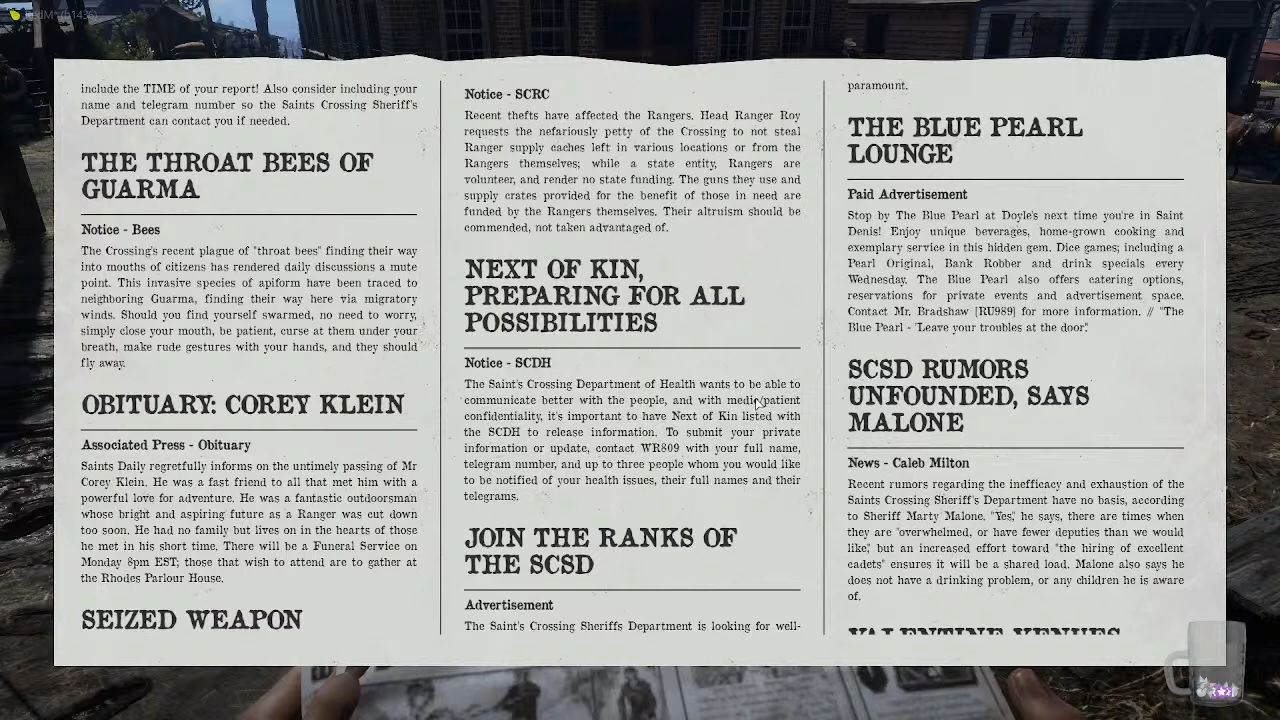 include the TIME of your report! Also consider including your
name and telegram number so the Saints Crossing Sheriff's
Department can contact you if needed.
THE THROAT BEES OF
GUARMA
Notice - Bees
The Crossing's recent plague of "throat bees" finding their way
into mouths of citizens has rendered daily discussions a mute
point. This invasive species of apiform have been traced to
neighboring Guarma, finding their way here via migratory
winds. Should you find yourself swarmed, no need to worry,
simply close your mouth, be patient, curse at them under your
breath, make rude gestures with your hands, and they should
fly away.
OBITUARY: COREY KLEIN
Associated Press - Obituary
Saints Daily regretfully informs on the untimely passing of Mr
Corey Klein. He was a fast friend to all that met him with a
powerful love for adventure. He was a fantastic outdoorsman
whose bright and aspiring future as a Ranger was cut down
too soon. He had no family but lives on in the hearts of those
he met in his short time. There will be a Funeral Service on
Monday 8pm EST; those that wish to attend are to gather at
the Rhodes Parlour House.
SEIZED WEAPON
Notice - SCRC
Recent thefts have affected the Rangers. Head Ranger Roy
requests the nefariously petty of the Crossing to not steal
Ranger supply caches left in various locations or from the
Rangers themselves; while a state entity, Rangers are
volunteer, and render no state funding. The guns they use and
supply crates provided for the benefit of those in need are
funded by the Rangers themselves. Their altruism should be
commended, not taken advantage of.
NEXT OF KIN,
PREPARING FOR ALL
POSSIBILITIES
Notice - SCDH
The Saint's Crossing Department of Health wants to be able to
communicate better with the people, and with medic/patient
confidentiality, it's important to have Next of Kin listed with
the SCDH to release information. To submit your private
information or update, contact WR809 with your full name,
telegram number, and up to three people whom you would like
to be notified of your health issues, their full names and their
telegrams.
JOIN THE RANKS OF
THE SCSD
Advertisement
The Saint's Crossing Sheriffs Department is looking for well-
paramount.
THE BLUE PEARL
LOUNGE
Paid Advertisement
Stop by The Blue Pearl at Doyle's next time you're in Saint
Denis! Enjoy unique beverages, home-grown cooking and
exemplary service in this hidden gem. Dice games; including a
Pearl Original, Bank Robber and drink specials every
Wednesday. The Blue Pearl also offers catering options,
reservations for private events and advertisement space.
Contact Mr. Bradshaw [RU989] for more information. // "The
Blue Pearl - 'Leave your troubles at the door'."
SCSD RUMORS
UNFOUNDED, SAYS
MALONE
News - Caleb Milton
Recent rumors regarding the inefficacy and exhaustion of the
Saints Crossing Sheriff's Department have no basis, according
to Sheriff Marty Malone. "Yes," he says, there are times when
they are "overwhelmed, or have fewer deputies than we would
like," but an increased effort toward "the hiring of excellent
cadets" ensures it will be a shared load. Malone also says he
does not have a drinking problem, or any children he is aware
of.
VALENTINE VENUES